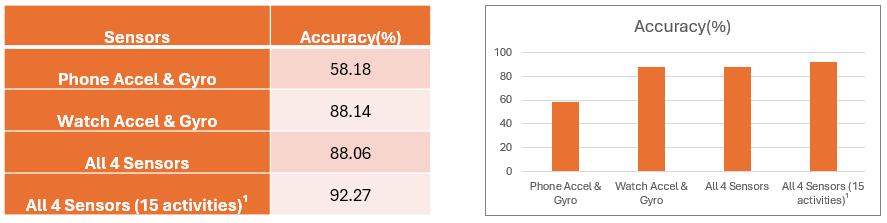 Sensors Accuracy(%)
Phone Accel & Gyro 58.18
Watch Accel & Gyro 88.14
All 4 Sensors 88.06
All 4 Sensors (15 activities)¹ 92.27
Accuracy(%)
100
80
60
40
20
0
Phone Accel & Watch Accel & All 4 Sensors All 4 Sensors (15
Gyro Gyro activities)¹